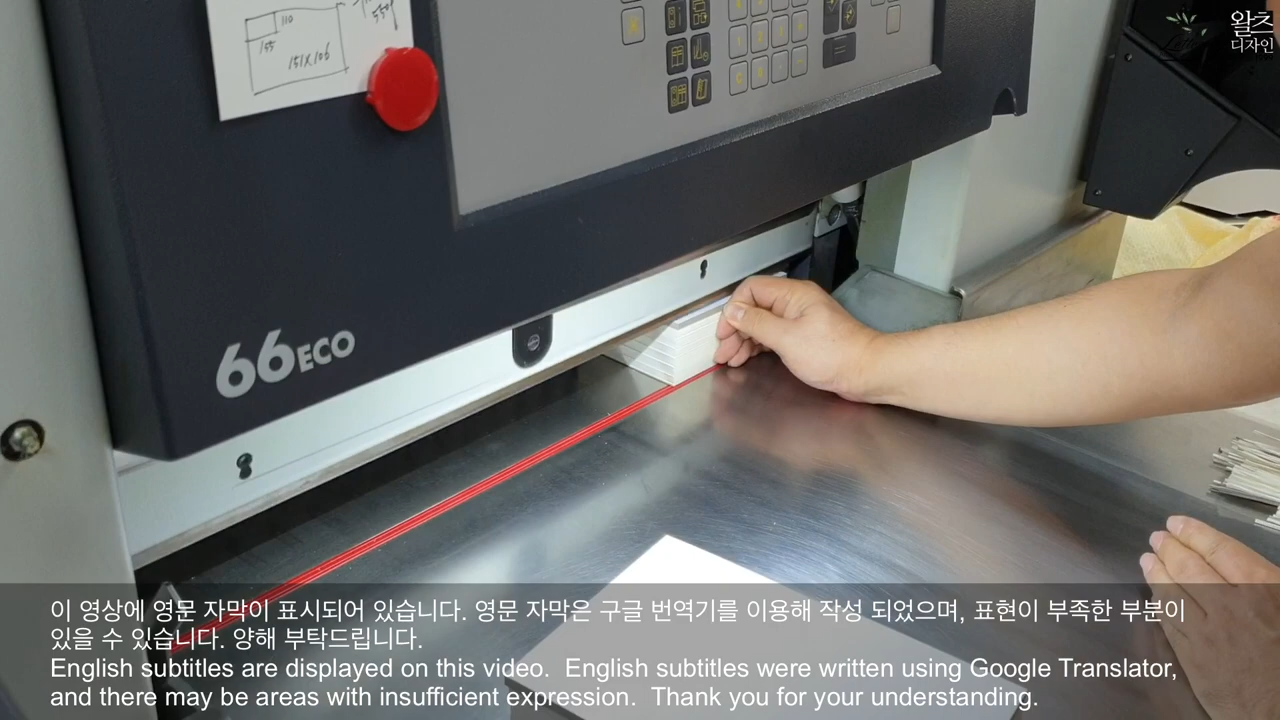 110
155
151X106
왈츠
디자인
66ECO
이 영상에 영문 자막이 표시되어 있습니다. 영문 자막은 구글 번역기를 이용해 작성 되었으며, 표현이 부족한 부분이
있을 수 있습니다. 양해 부탁드립니다.
English subtitles are displayed on this video. English subtitles were written using Google Translator,
and there may be areas with insufficient expression. Thank you for your understanding.